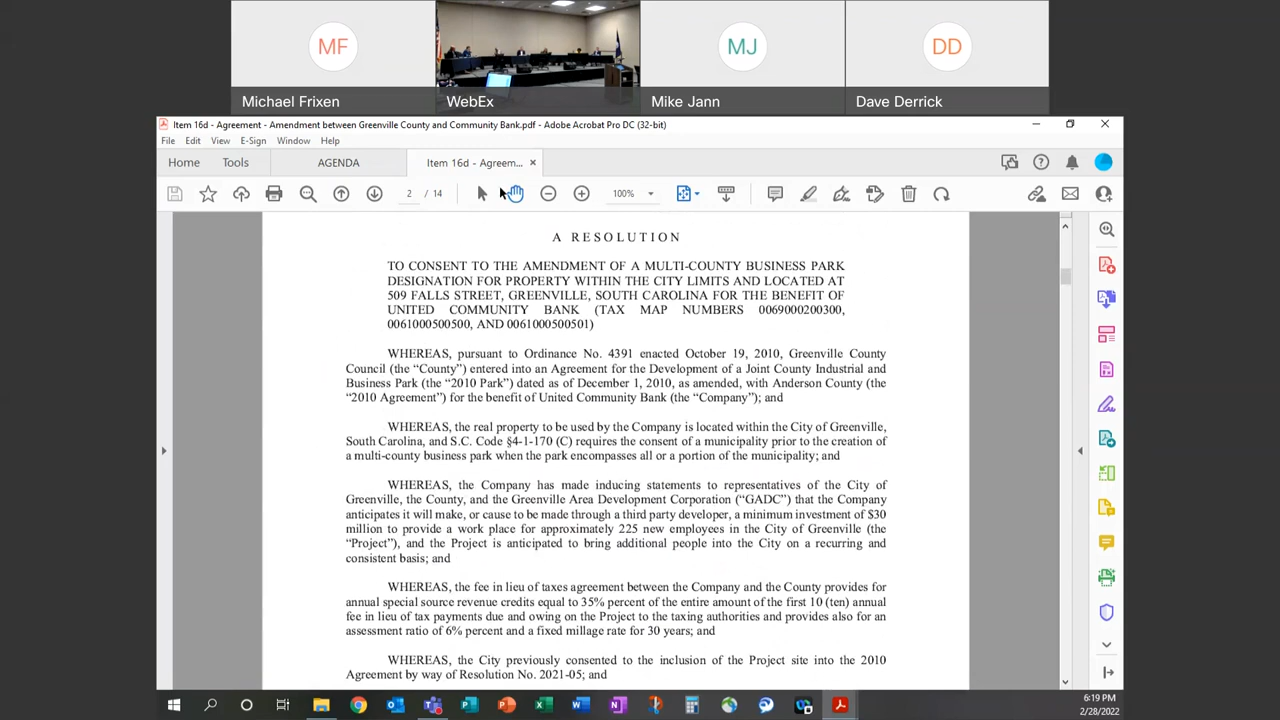 MF
MJ
DD
Michael Frixen
WebEx
Mike Jann
Dave Derrick
Item 16d - Agreement - Amendment between Greenville County and Community Bank.pdf - Adobe Acrobat Pro DC (32-bit)
File Edit View E-Sign Window Help
Home Tools AGENDA Item 16d - Agreem... ×
2 / 14 100%
A RESOLUTION
TO CONSENT TO THE AMENDMENT OF A MULTI-COUNTY BUSINESS PARK
DESIGNATION FOR PROPERTY WITHIN THE CITY LIMITS AND LOCATED AT
509 FALLS STREET, GREENVILLE, SOUTH CAROLINA FOR THE BENEFIT OF
UNITED COMMUNITY BANK (TAX MAP NUMBERS 0069000200300,
0061000500500, AND 0061000500501)
WHEREAS, pursuant to Ordinance No. 4391 enacted October 19, 2010, Greenville County
Council (the “County”) entered into an Agreement for the Development of a Joint County Industrial and
Business Park (the “2010 Park”) dated as of December 1, 2010, as amended, with Anderson County (the
“2010 Agreement”) for the benefit of United Community Bank (the “Company”); and
WHEREAS, the real property to be used by the Company is located within the City of Greenville,
South Carolina, and S.C. Code §4-1-170 (C) requires the consent of a municipality prior to the creation of
a multi-county business park when the park encompasses all or a portion of the municipality; and
WHEREAS, the Company has made inducing statements to representatives of the City of
Greenville, the County, and the Greenville Area Development Corporation (“GADC”) that the Company
anticipates it will make, or cause to be made through a third party developer, a minimum investment of $30
million to provide a work place for approximately 225 new employees in the City of Greenville (the
“Project”), and the Project is anticipated to bring additional people into the City on a recurring and
consistent basis; and
WHEREAS, the fee in lieu of taxes agreement between the Company and the County provides for
annual special source revenue credits equal to 35% percent of the entire amount of the first 10 (ten) annual
fee in lieu of tax payments due and owing on the Project to the taxing authorities and provides also for an
assessment ratio of 6% percent and a fixed millage rate for 30 years; and
WHEREAS, the City previously consented to the inclusion of the Project site into the 2010
Agreement by way of Resolution No. 2021-05; and
6:19 PM
2/28/2022